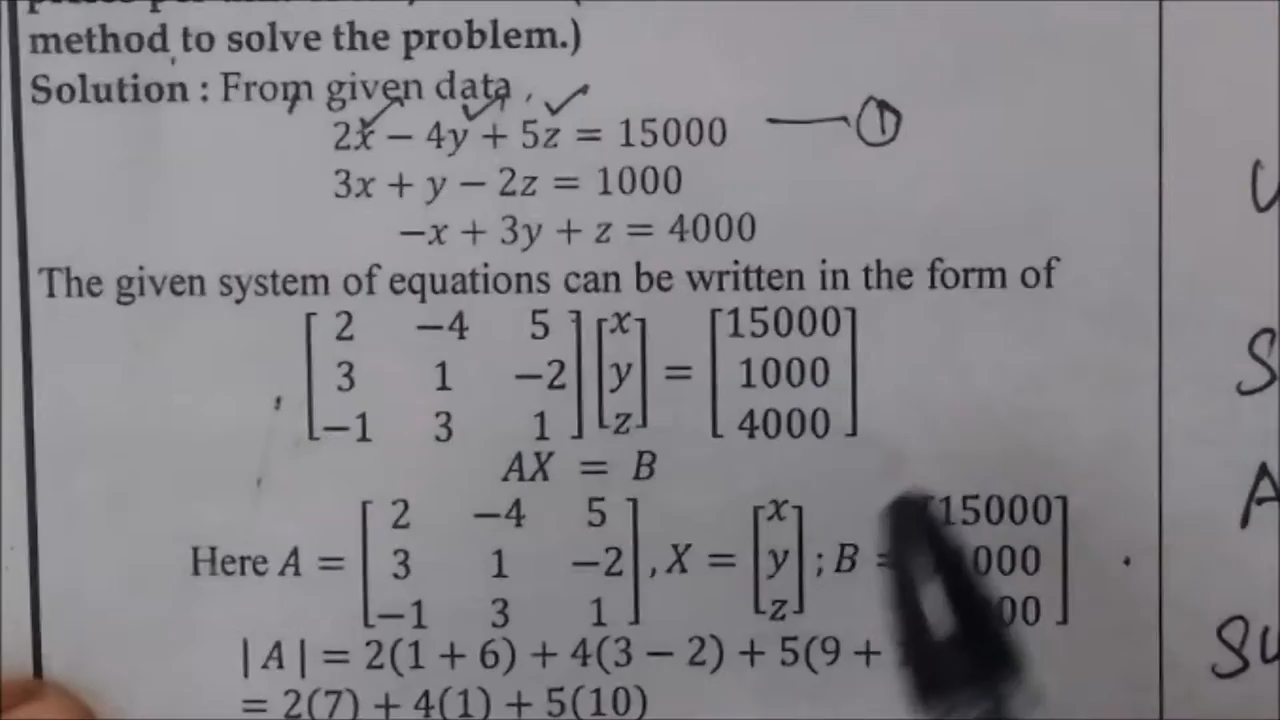 method to solve the problem.)
Solution : From given data,
2x − 4y + 5z = 15000 ①
3x + y − 2z = 1000
−x + 3y + z = 4000
The given system of equations can be written in the form of
[2 −4 5] [x] = [15000]
[3 1 −2] [y] [1000]
[−1 3 1] [z] [4000]
AX = B
Here A = [2 −4 5; 3 1 −2; −1 3 1], X = [x; y; z]; B = [15000; 000; 00]
|A| = 2(1 + 6) + 4(3 − 2) + 5(9 +
= 2(7) + 4(1) + 5(10)